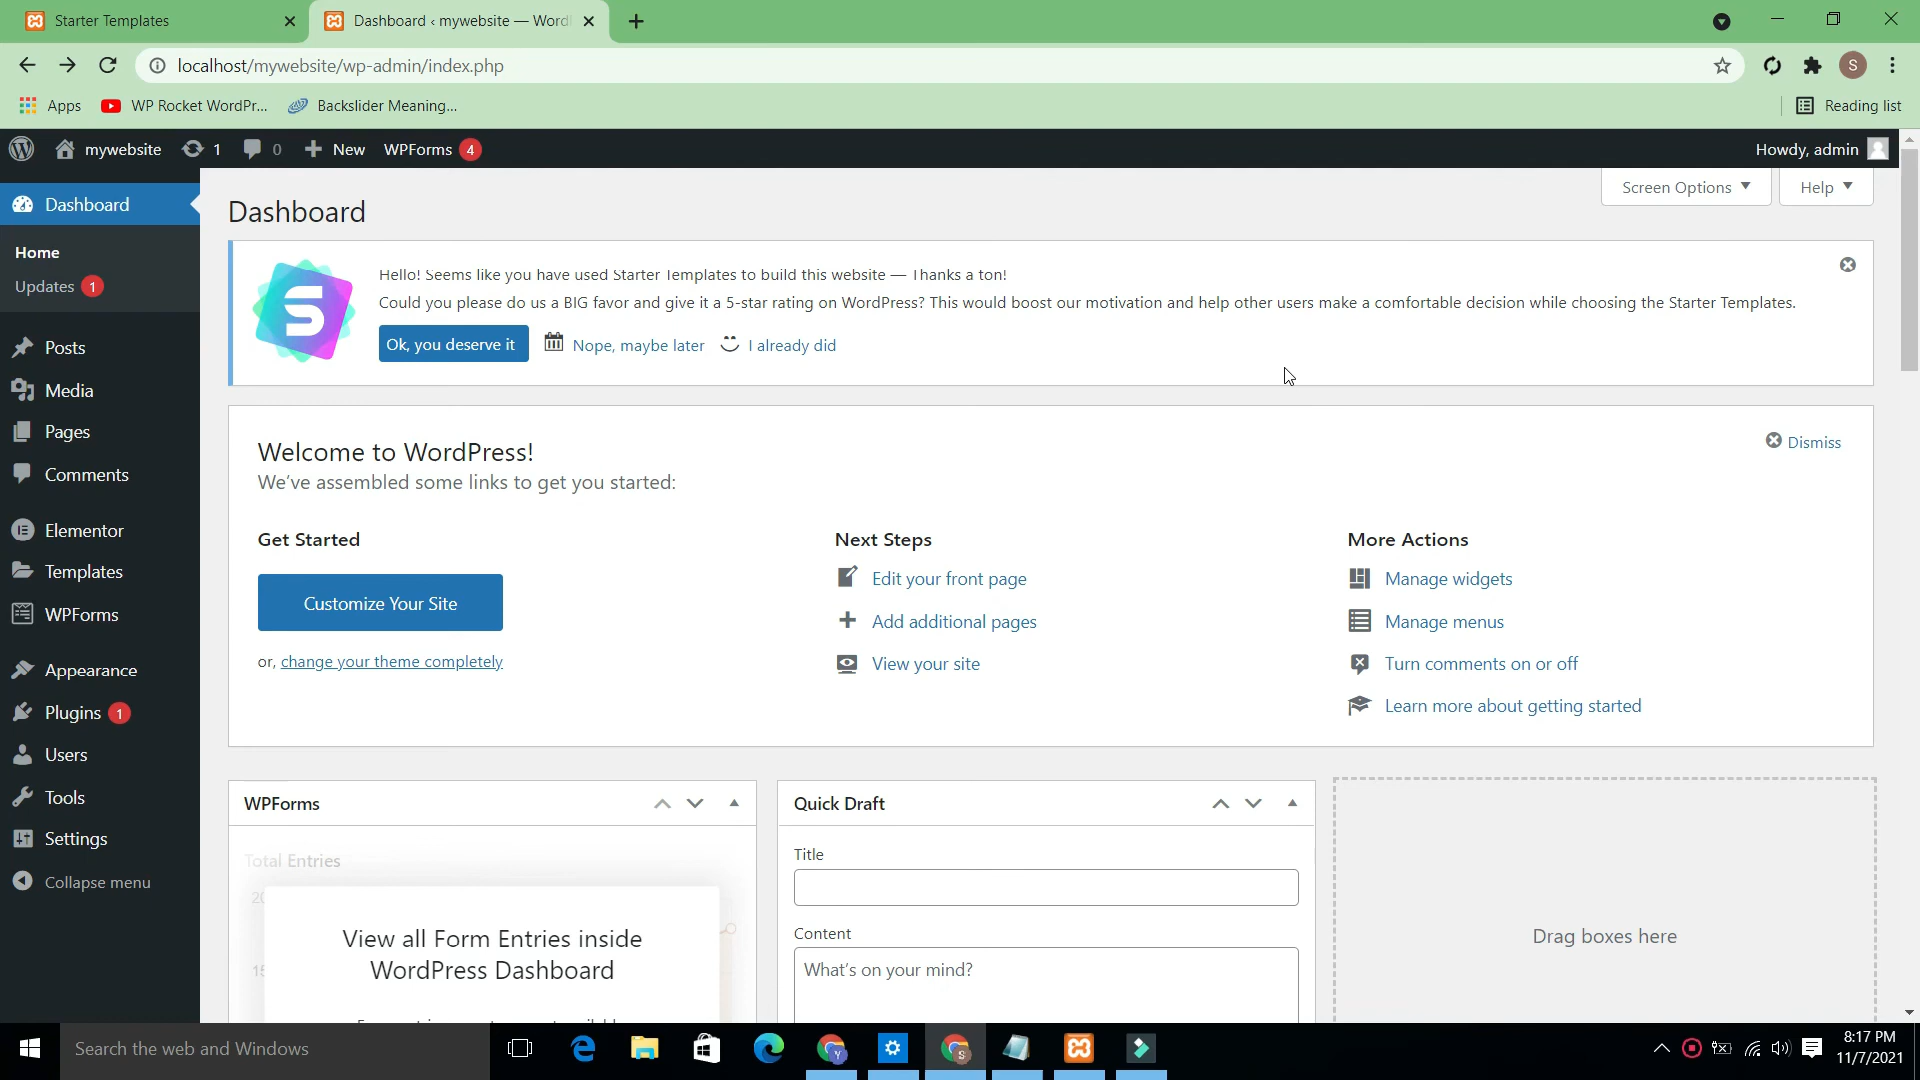 Starter Templates
Dashboard ‹ mywebsite — Word
localhost/mywebsite/wp-admin/index.php
S
Apps
WP Rocket WordPr...
Backslider Meaning...
Reading list
mywebsite
1
0
New
WPForms 4
Howdy, admin
Dashboard
Home
Updates 1
Posts
Media
Pages
Comments
Elementor
Templates
WPForms
Appearance
Plugins 1
Users
Tools
Settings
Collapse menu
Screen Options
Help
Dashboard
S
Hello! Seems like you have used Starter Templates to build this website — Thanks a ton!
Could you please do us a BIG favor and give it a 5-star rating on WordPress? This would boost our motivation and help other users make a comfortable decision while choosing the Starter Templates.
Ok, you deserve it
Nope, maybe later
I already did
Welcome to WordPress!
We've assembled some links to get you started:
Dismiss
Get Started
Customize Your Site
or, change your theme completely
Next Steps
Edit your front page
Add additional pages
View your site
More Actions
Manage widgets
Manage menus
Turn comments on or off
Learn more about getting started
WPForms
Total Entries
View all Form Entries inside
WordPress Dashboard
Quick Draft
Title
Content
What's on your mind?
Drag boxes here
Search the web and Windows
Y
S
8:17 PM
11/7/2021